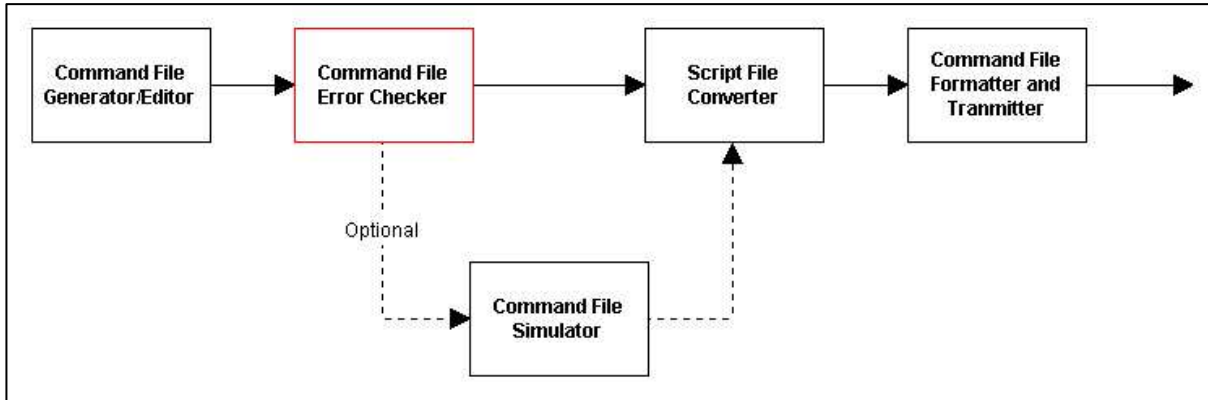 Command File
Generator/Editor
Command File
Error Checker
Script File
Converter
Command File
Formatter and
Tranmitter
Optional
Command File
Simulator